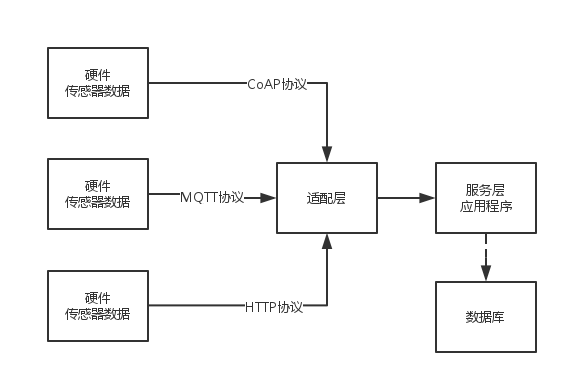 硬件
传感器数据
CoAP协议
硬件
传感器数据
MQTT协议
适配层
服务层
应用程序
硬件
传感器数据
HTTP协议
数据库